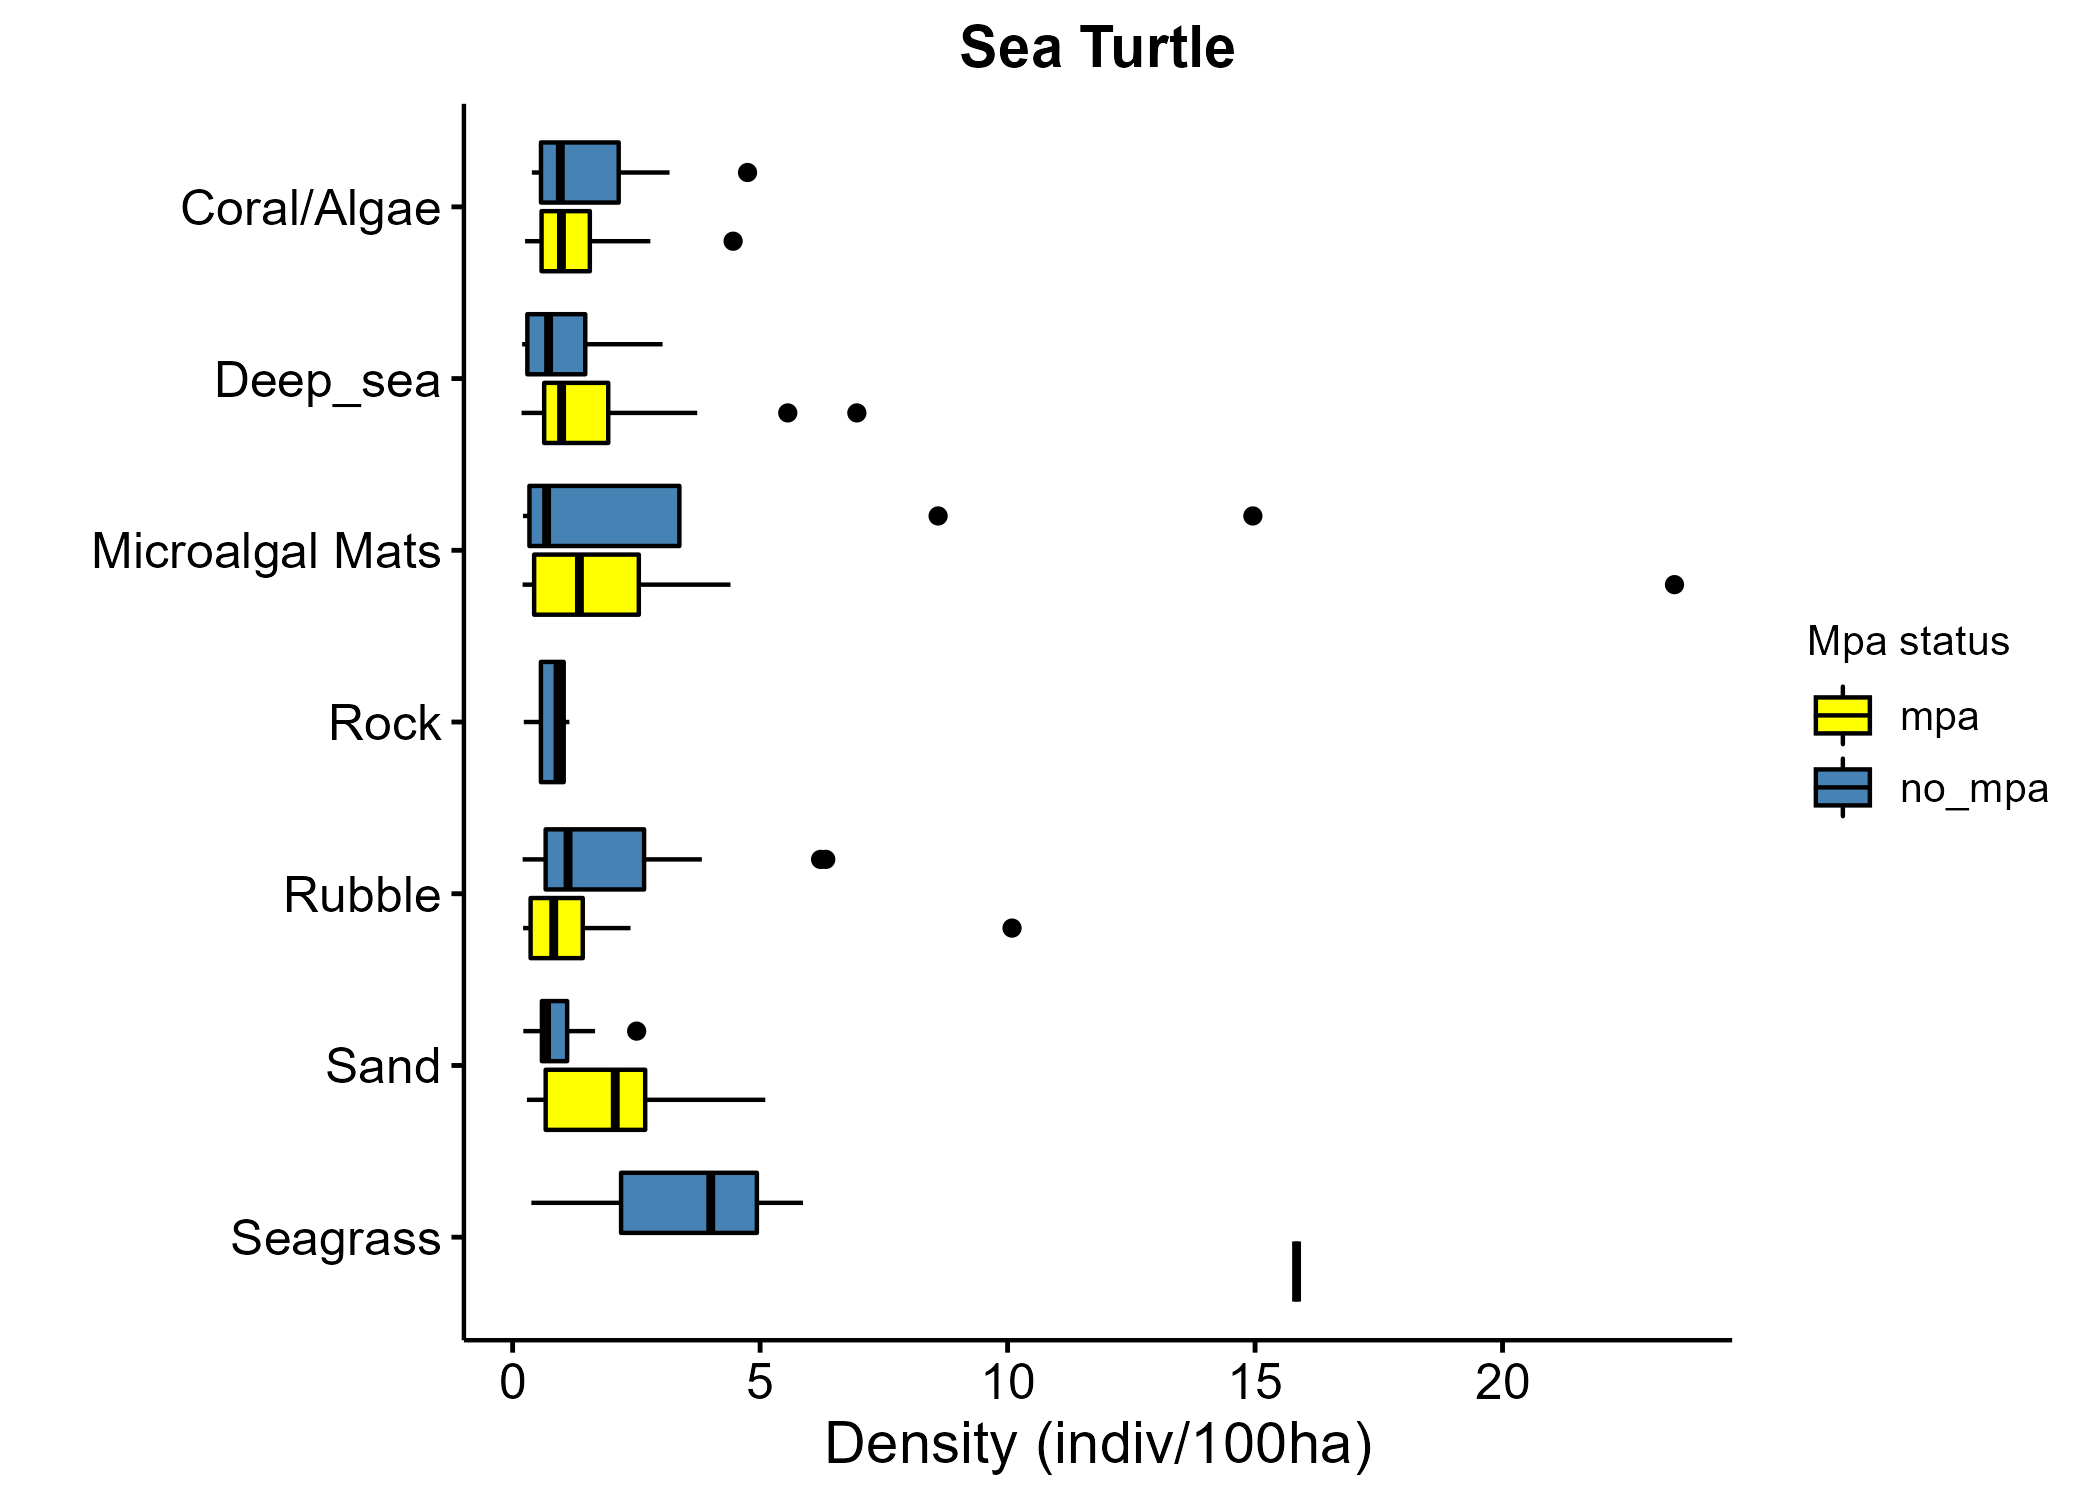 Sea Turtle
Coral/Algae
Deep_sea
Microalgal Mats
Rock
Rubble
Sand
Seagrass
0 5 10 15 20
Density (indiv/100ha)
Mpa status
mpa
no_mpa